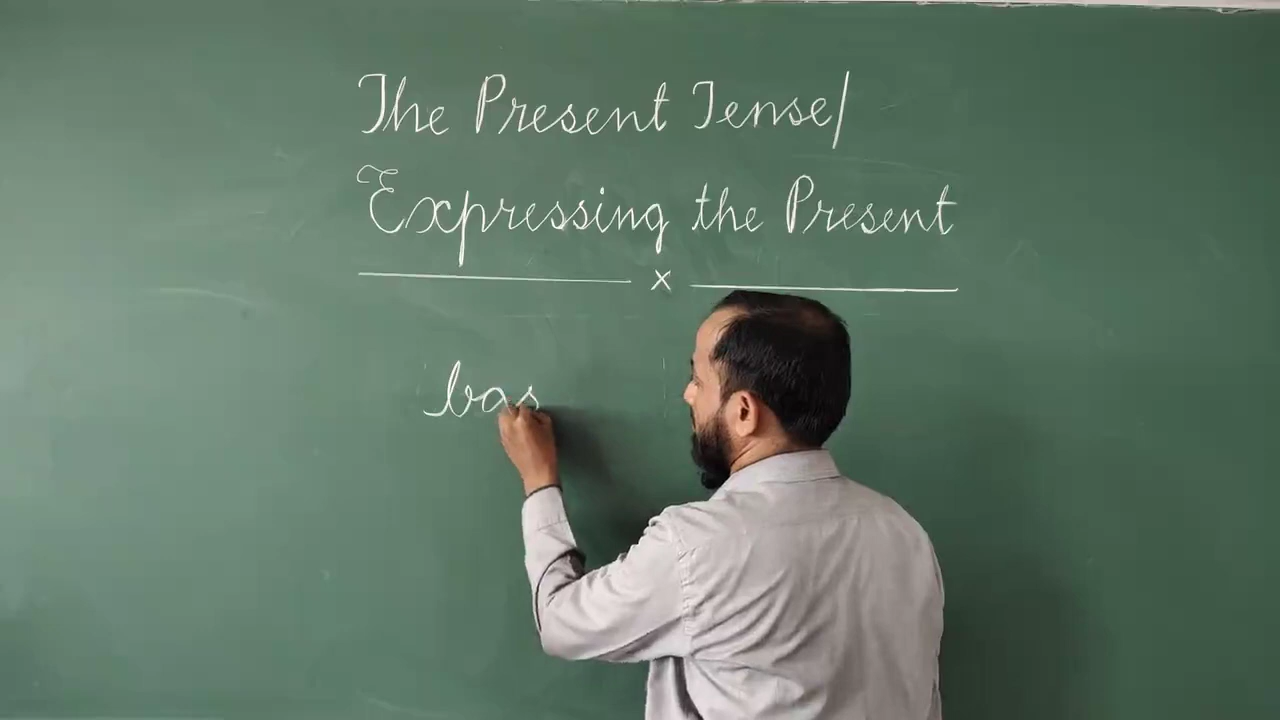 The Present Tense/
Expressing the Present
x
bas